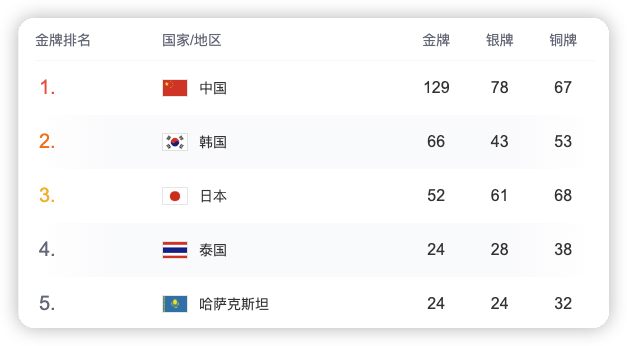 金牌排名 国家/地区 金牌 银牌 铜牌
1. 中国 129 78 67
2. 韩国 66 43 53
3. 日本 52 61 68
4. 泰国 24 28 38
5. 哈萨克斯坦 24 24 32